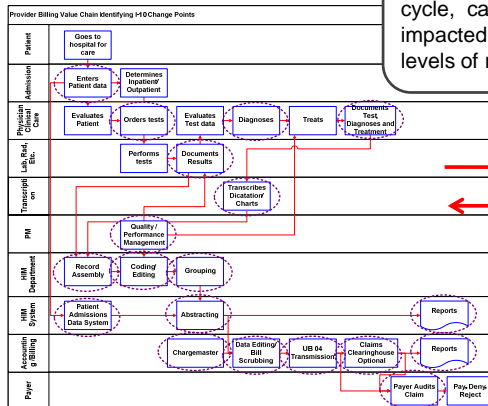 Provider Billing Value Chain Identifying I-10 Change Points
cycle, ca
impacted
levels of
Patient
Goes to
hospital for
care
Admission
Enters
Patient data
Determines
Inpatient/
Outpatient
Physician
Clinical
Care
Evaluates
Patient
Orders tests
Evaluates
Test data
Diagnoses
Treats
Documents
Test,
Diagnoses and
Treatment
Lab, Rad,
Etc.
Performs
tests
Documents
Results
Transcripti
on
Transcribes
Dicatation/
Charts
PM
Quality /
Performance
Management
HIM
Department
Record
Assembly
Coding/
Editing
Grouping
HIM
System
Patient
Admissions
Data System
Abstracting
Reports
Accountin
g/Billing
Chargemaster
Data Editing/
Bill
Scrubbing
UB 04
Transmission
Claims
Clearinghouse
Optional
Reports
Payer
Payer Audits
Claim
Pay, Deny,
Reject